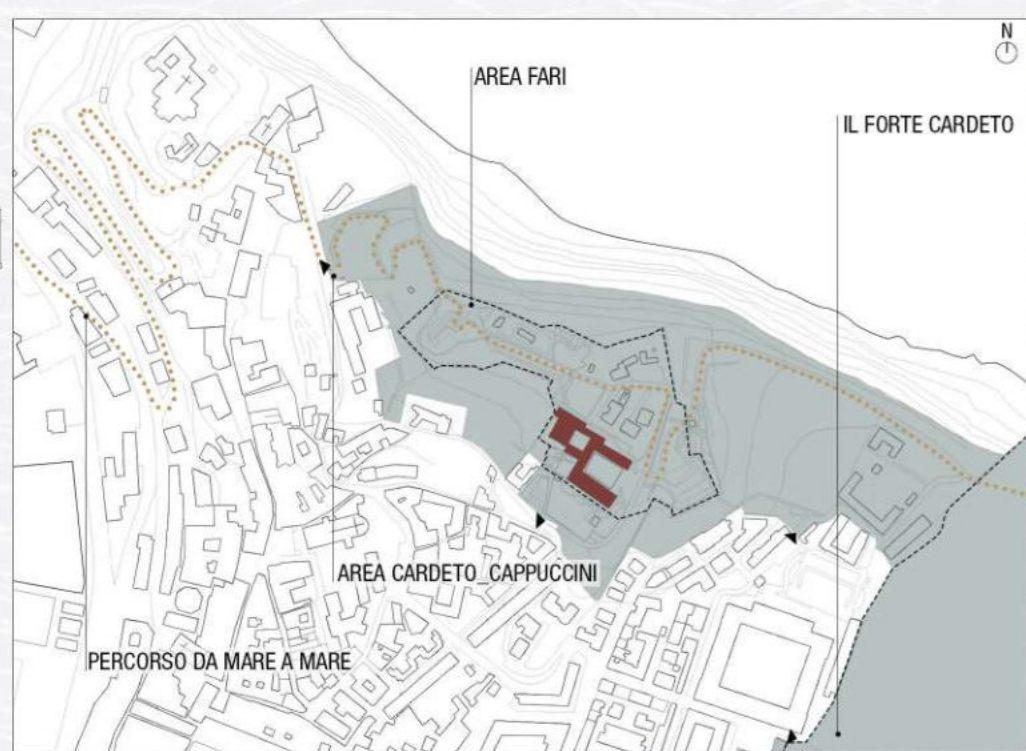 N
AREA FARI
IL FORTE CARDETO
AREA CARDETO_CAPPUCCINI
PERCORSO DA MARE A MARE